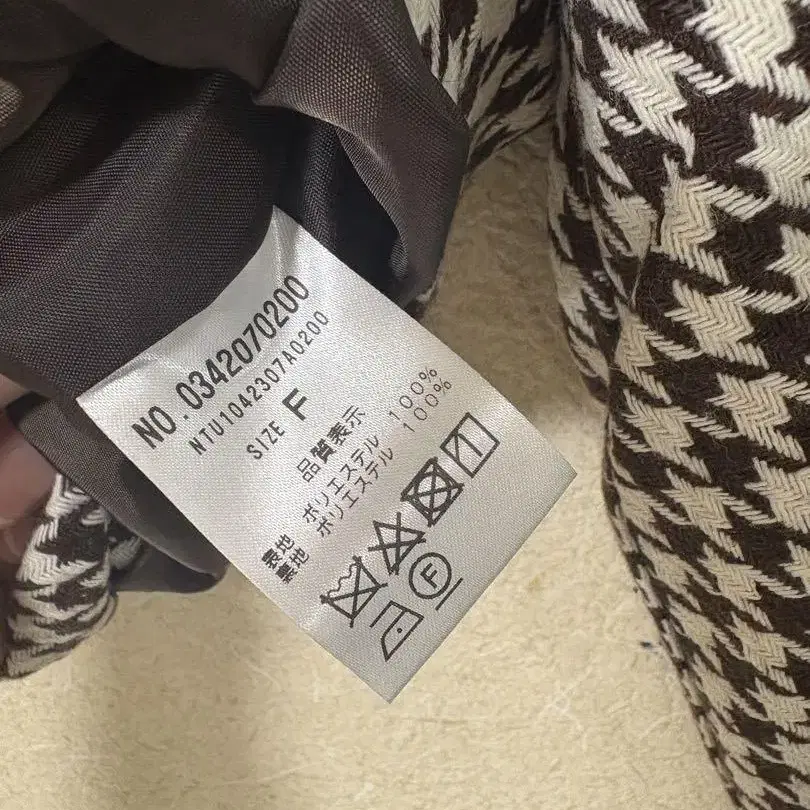 NO.0342070200
NTU1042307A0200
SIZE F
品質表示
表地 ポリエステル 100%
裏地 ポリエステル 100%
F